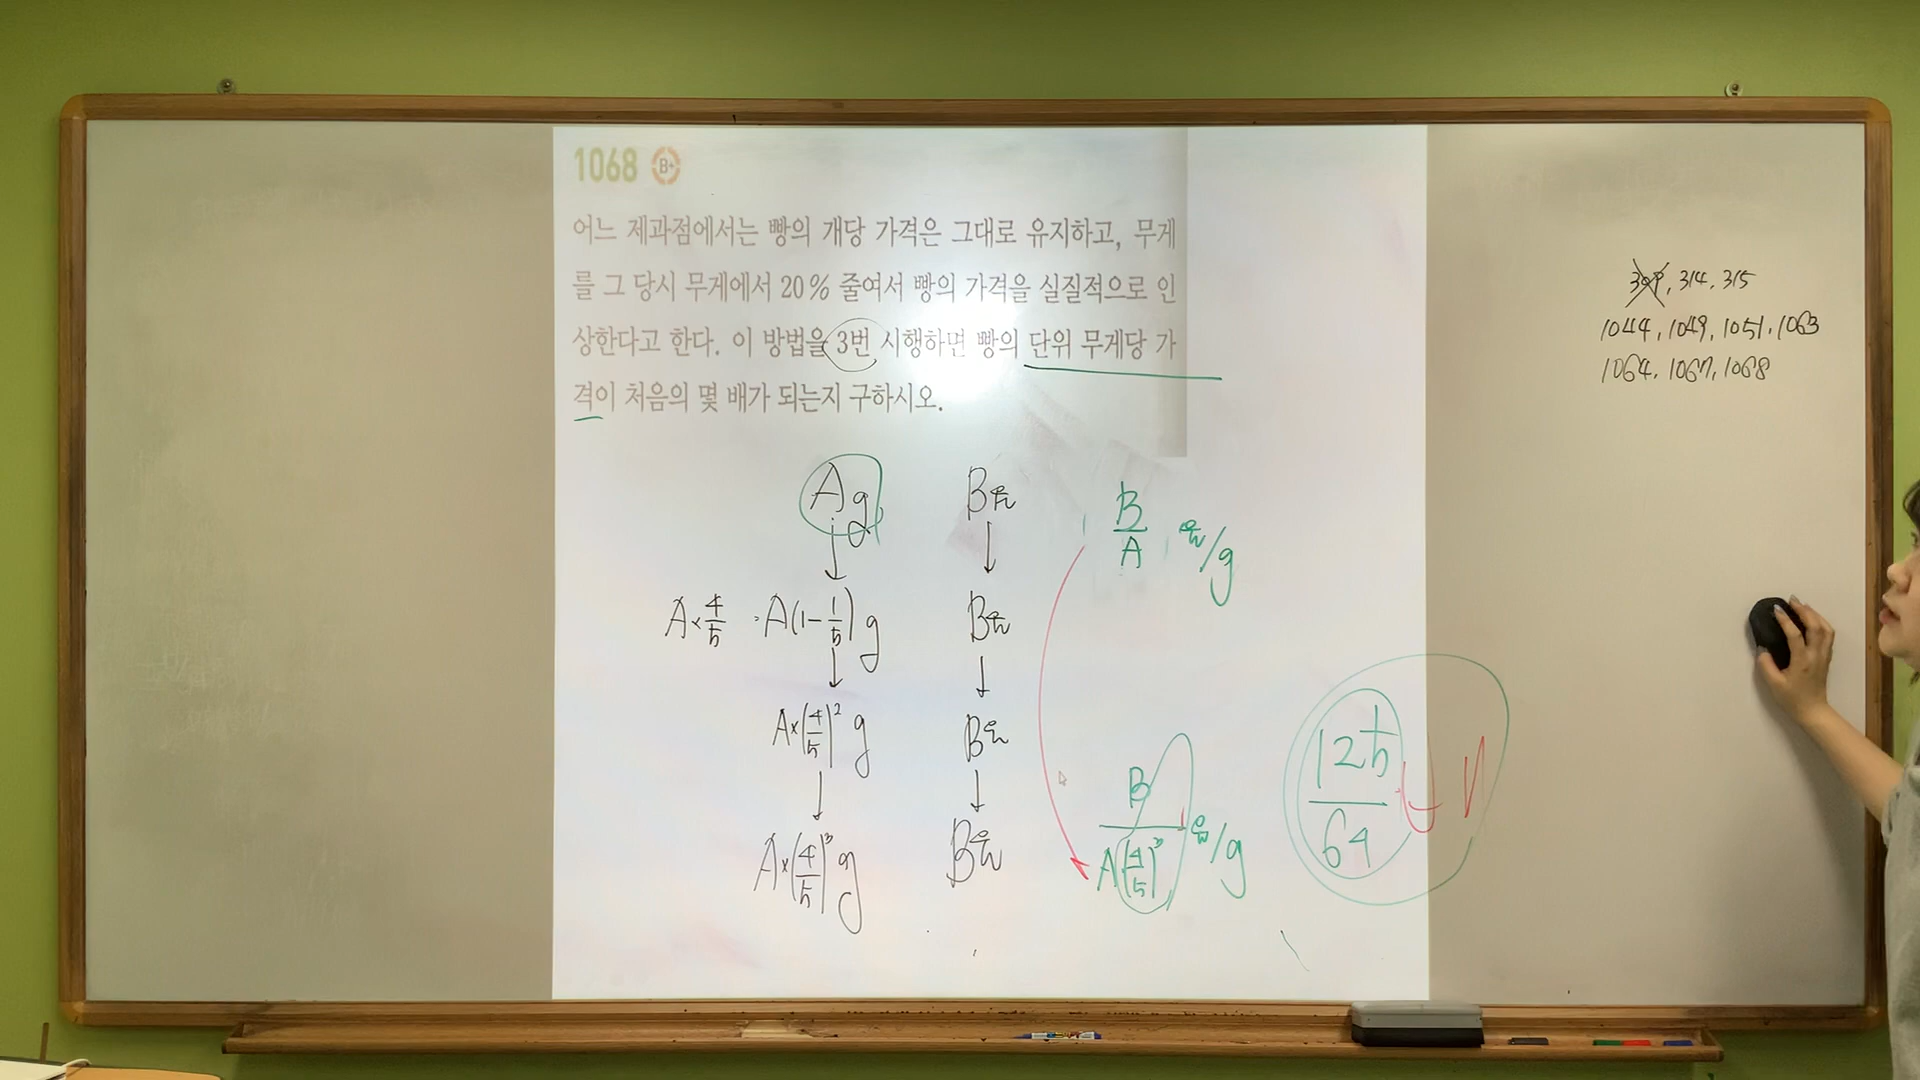 1068 B+
어느 제과점에서는 빵의 개당 가격은 그대로 유지하고, 무게
를 그 당시 무게에서 20% 줄여서 빵의 가격을 실질적으로 인
상한다고 한다. 이 방법을 3번 시행하면 빵의 단위 무게당 가
격이 처음의 몇 배가 되는지 구하시오.
309, 314, 315
1044, 1049, 1051, 1063
1064, 1067, 1068
A g B원 B/A 원/g
A×4/5 = A(1-1/5) g B원
A×(4/5)² g B원
A×(4/5)³ g B원 B/A(4/5)³ 원/g 125/64